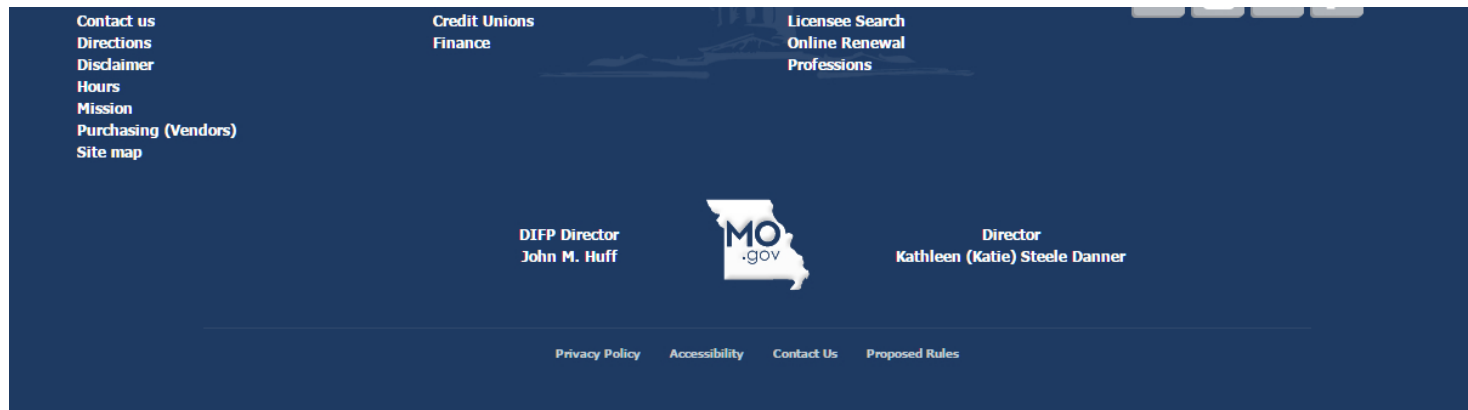 Contact us
Directions
Disclaimer
Hours
Mission
Purchasing (Vendors)
Site map
Credit Unions
Finance
Licensee Search
Online Renewal
Professions
DIFP Director
John M. Huff
MO
.gov
Director
Kathleen (Katie) Steele Danner
Privacy Policy Accessibility Contact Us Proposed Rules